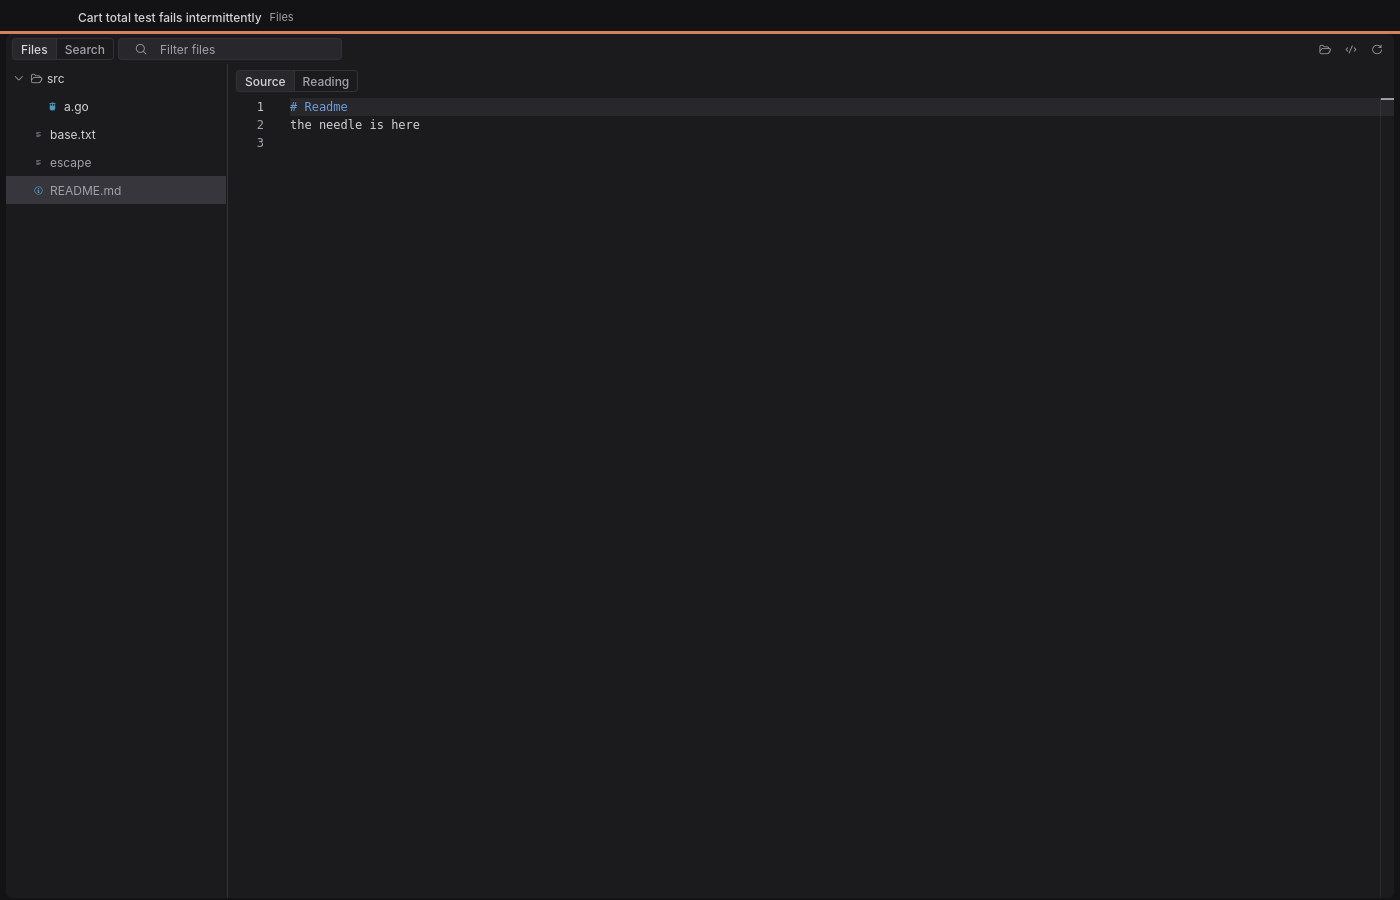 Cart total test fails intermittently Files
Files Search Filter files
src
a.go
base.txt
escape
README.md
Source Reading
1 # Readme
2 the needle is here
3